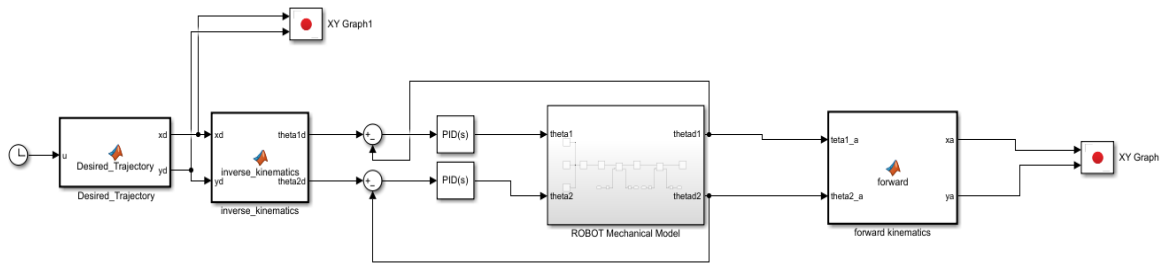 XY Graph1
u
Desired_Trajectory
xd
yd
Desired_Trajectory
xd
yd
inverse_kinematics
theta1d
theta2d
inverse_kinematics
+
_
+
_
PID(s)
PID(s)
theta1
theta2
thetad1
thetad2
ROBOT Mechanical Model
teta1_a
theta2_a
forward
xa
ya
forward kinematics
XY Graph